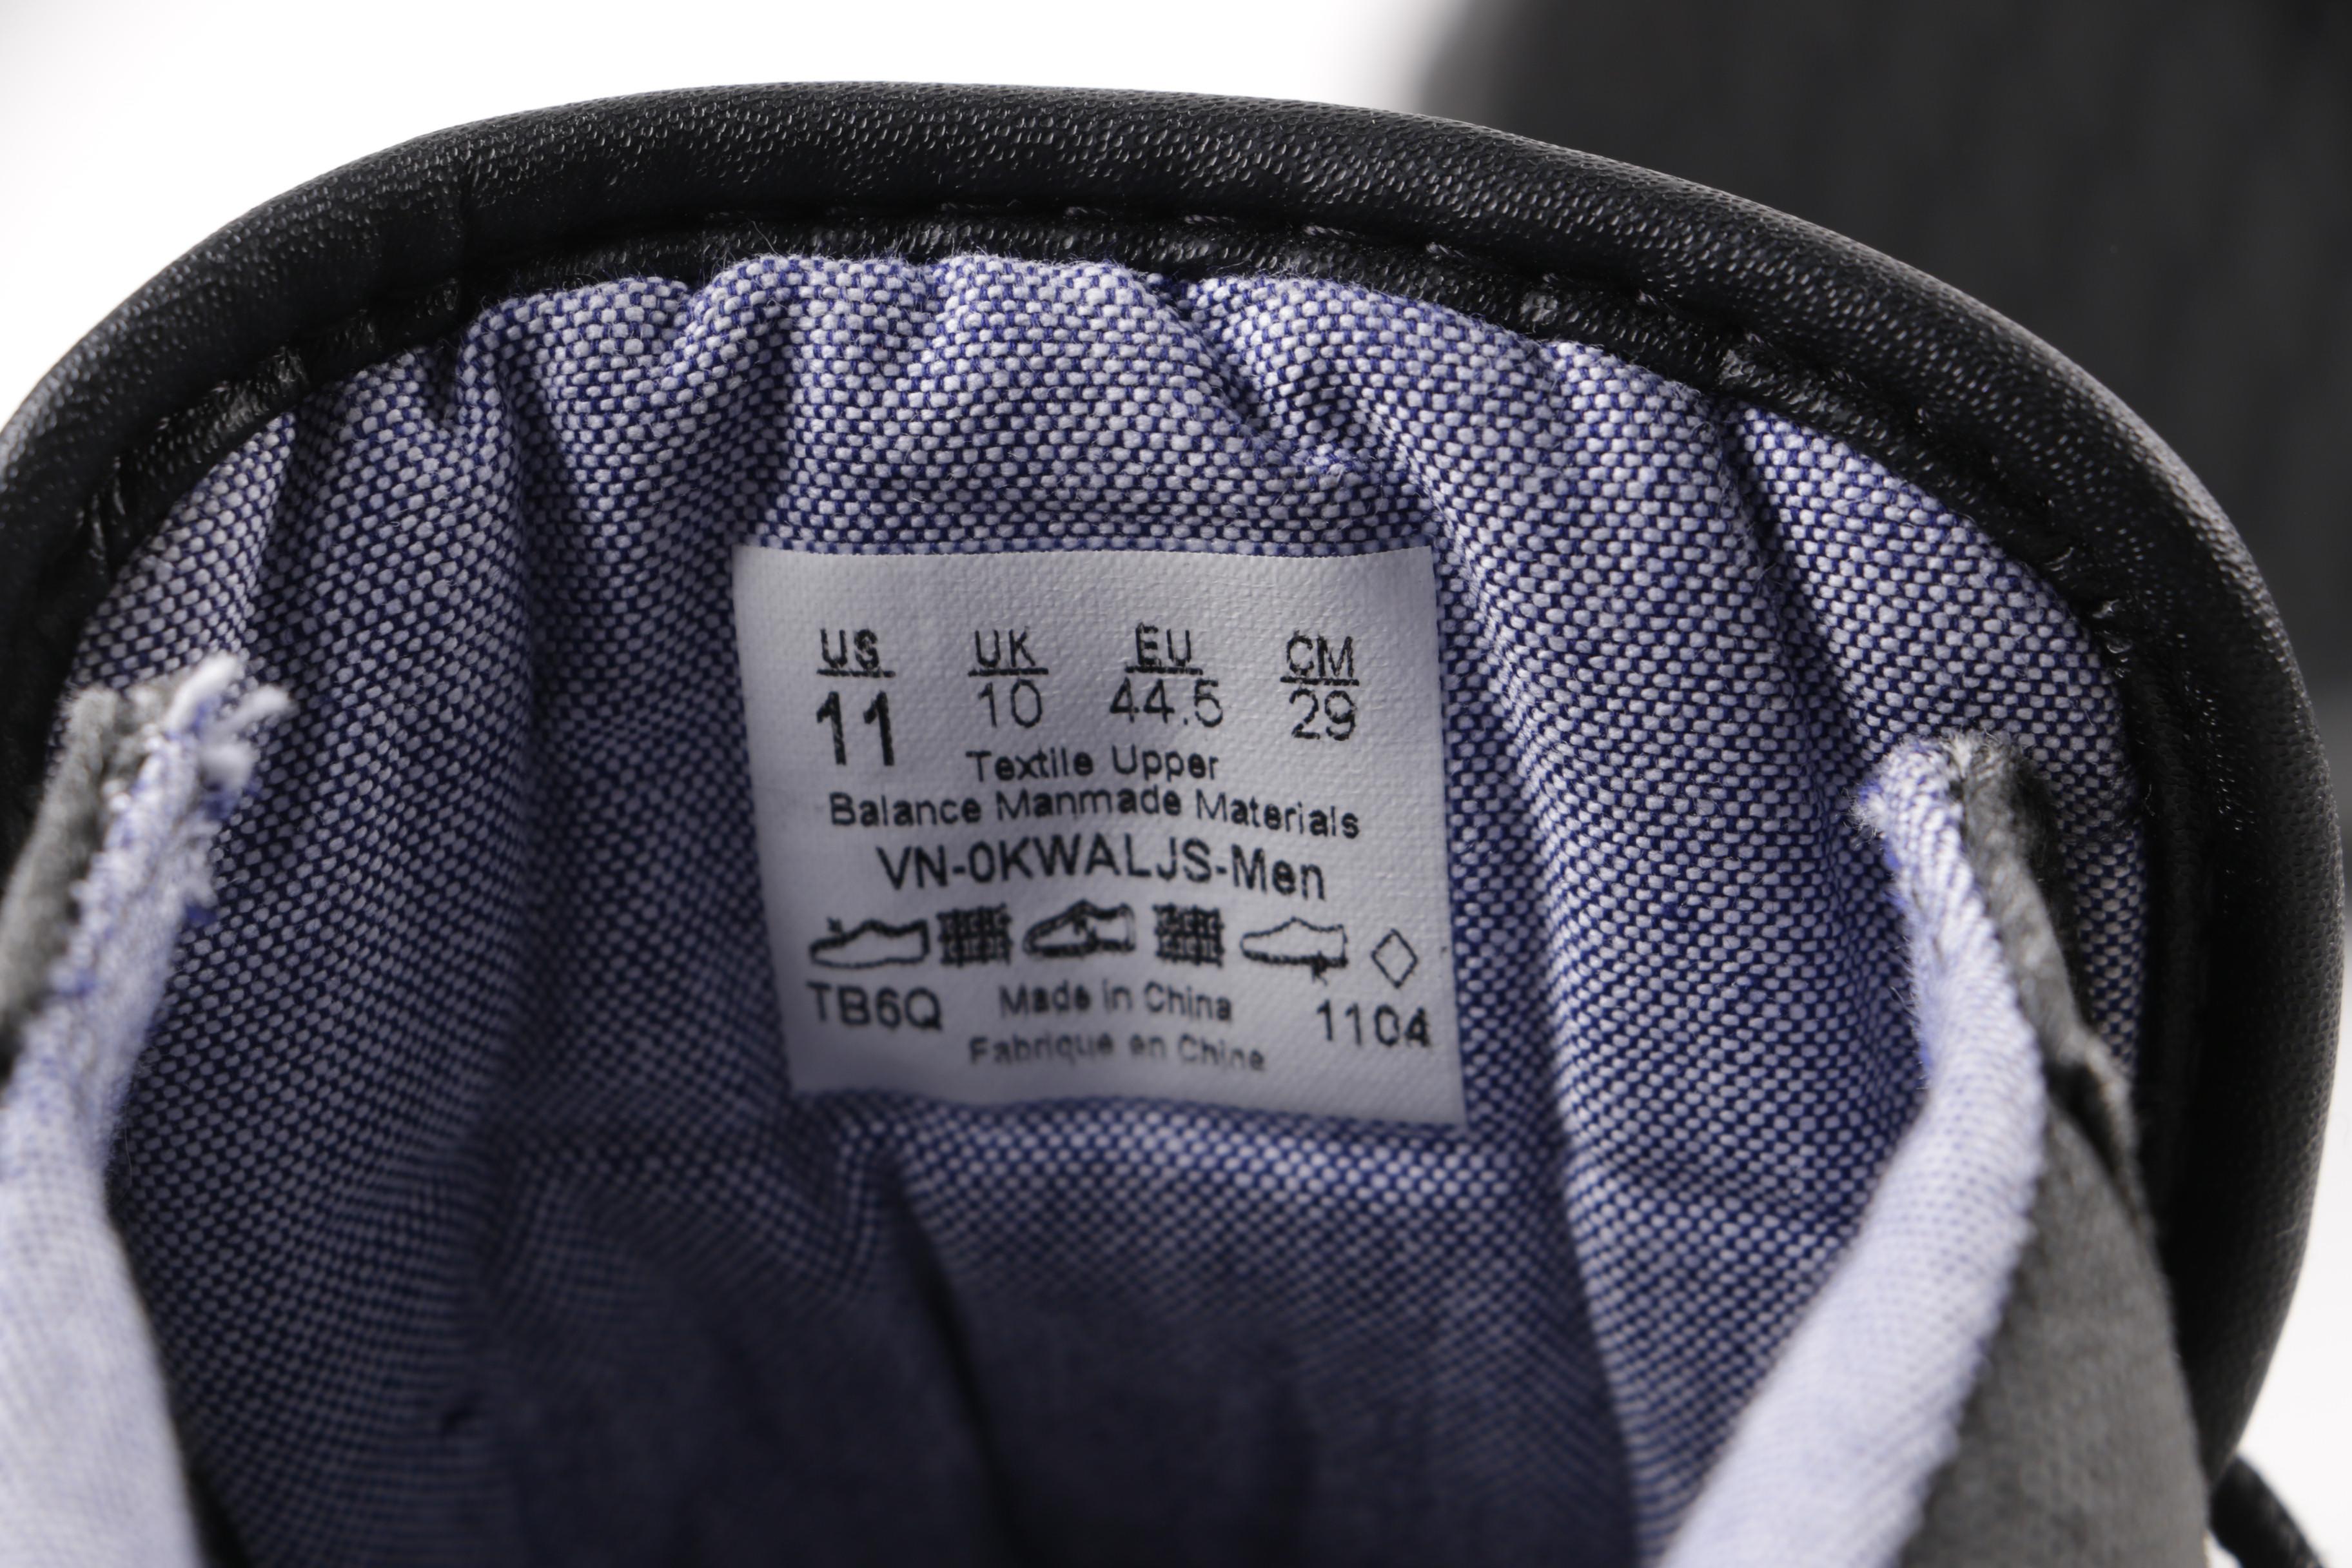 US UK EU CM
11 10 44.5 29
Textile Upper
Balance Manmade Materials
VN-0KWALJS-Men
TB6Q Made in China 1104
Fabrique en Chine